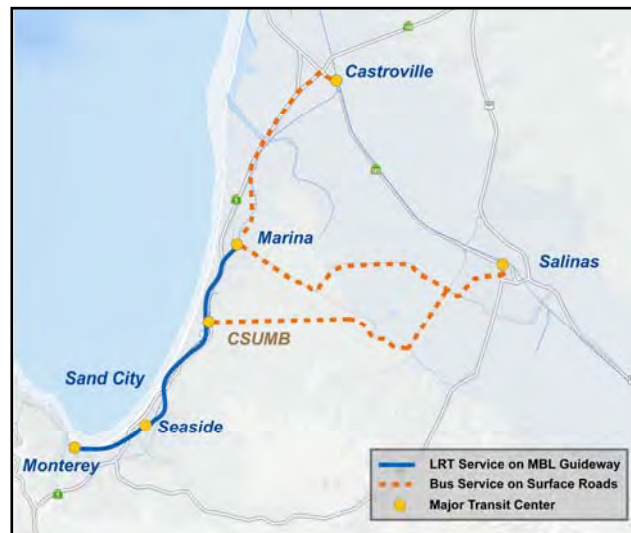 Castroville
Marina
Salinas
CSUMB
Sand City
Seaside
Monterey
LRT Service on MBL Guideway
Bus Service on Surface Roads
Major Transit Center